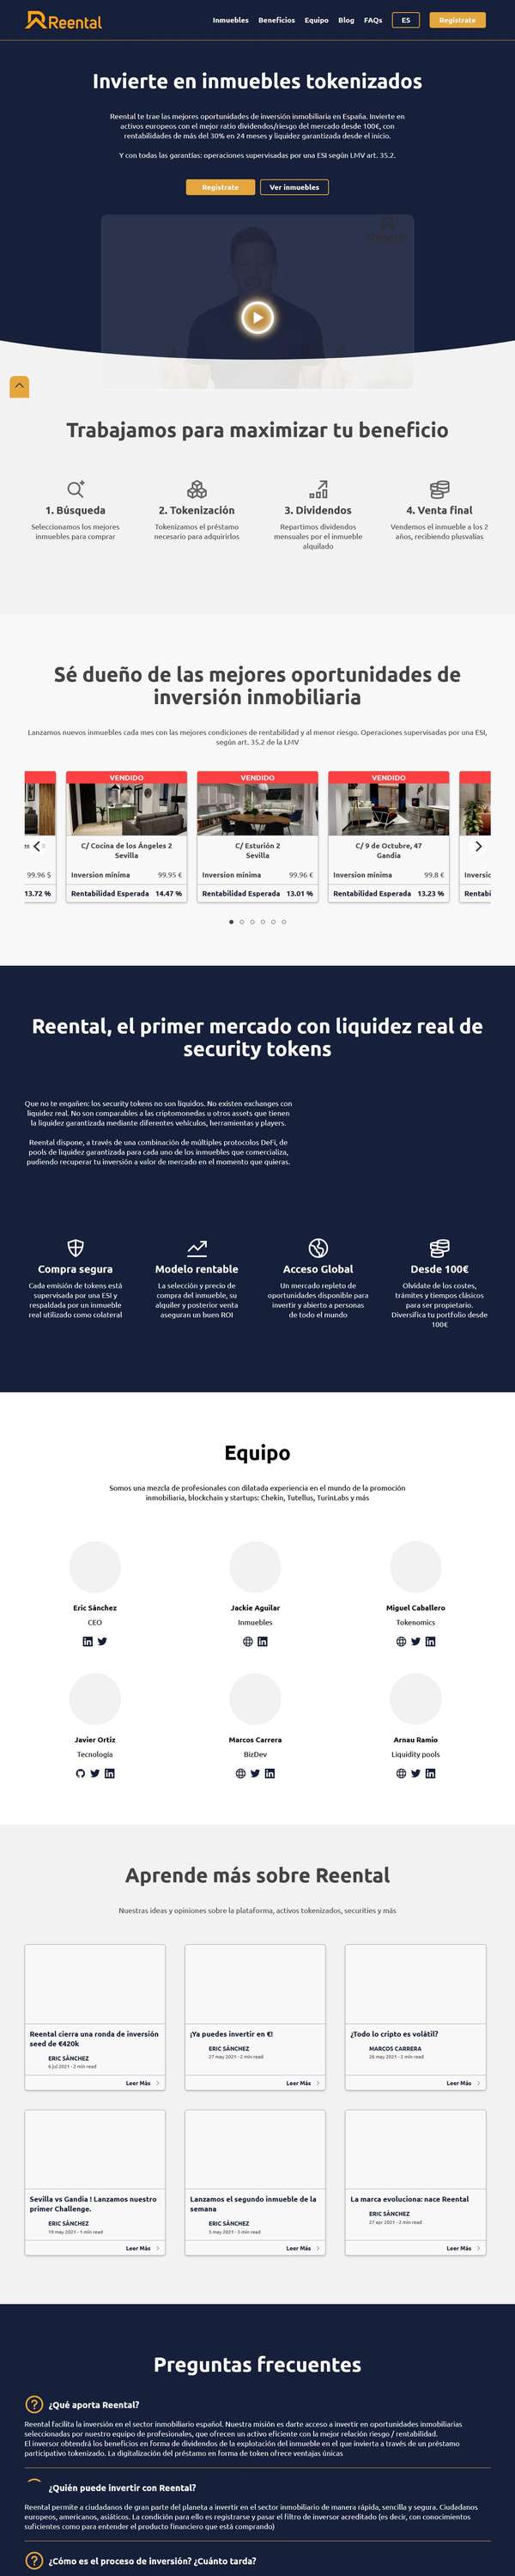 Reental
Inmuebles Beneficios Equipo Blog FAQs ES Regístrate
Invierte en inmuebles tokenizados
Reental te trae las mejores oportunidades de inversión inmobiliaria en España. Invierte en
activos europeos con el mejor ratio dividendos/riesgo del mercado desde 100€, con
rentabilidades de más del 30% en 24 meses y liquidez garantizada desde el inicio.
Y con todas las garantías: operaciones supervisadas por una ESI según LMV art. 35.2.
Regístrate Ver inmuebles
Trabajamos para maximizar tu beneficio
1. Búsqueda
Seleccionamos los mejores
inmuebles para comprar
2. Tokenización
Tokenizamos el préstamo
necesario para adquirirlos
3. Dividendos
Repartimos dividendos
mensuales por el inmueble
alquilado
4. Venta final
Vendemos el inmueble a los 2
años, recibiendo plusvalías
Sé dueño de las mejores oportunidades de
inversión inmobiliaria
Lanzamos nuevos inmuebles cada mes con las mejores condiciones de rentabilidad y al menor riesgo. Operaciones supervisadas por una ESI,
según art. 35.2 de la LMV
99.96 $
13.72 %
VENDIDO
C/ Cocina de los Ángeles 2
Sevilla
Inversion mínima 99.95 €
Rentabilidad Esperada 14.47 %
VENDIDO
C/ Esturión 2
Sevilla
Inversion mínima 99.96 €
Rentabilidad Esperada 13.01 %
VENDIDO
C/ 9 de Octubre, 47
Gandia
Inversion mínima 99.8 €
Rentabilidad Esperada 13.23 %
Inversic
Rentabi
Reental, el primer mercado con liquidez real de
security tokens
Que no te engañen: los security tokens no son líquidos. No existen exchanges con
liquidez real. No son comparables a las criptomonedas u otros assets que tienen
la liquidez garantizada mediante diferentes vehículos, herramientas y players.
Reental dispone, a través de una combinación de múltiples protocolos DeFi, de
pools de liquidez garantizada para cada uno de los inmuebles que comercializa,
pudiendo recuperar tu inversión a valor de mercado en el momento que quieras.
Compra segura
Cada emisión de tokens está
supervisada por una ESI y
respaldada por un inmueble
real utilizado como colateral
Modelo rentable
La selección y precio de
compra del inmueble, su
alquiler y posterior venta
aseguran un buen ROI
Acceso Global
Un mercado repleto de
oportunidades disponible para
invertir y abierto a personas
de todo el mundo
Desde 100€
Olvídate de los costes,
trámites y tiempos clásicos
para ser propietario.
Diversifica tu portfolio desde
100€
Equipo
Somos una mezcla de profesionales con dilatada experiencia en el mundo de la promoción
inmobiliaria, blockchain y startups: Chekin, Tutellus, TurinLabs y más
Eric Sánchez
CEO
Jackie Aguilar
Inmuebles
Miguel Caballero
Tokenomics
Javier Ortiz
Tecnología
Marcos Carrera
BizDev
Arnau Ramio
Liquidity pools
Aprende más sobre Reental
Nuestras ideas y opiniones sobre la plataforma, activos tokenizados, securities y más
Reental cierra una ronda de inversión
seed de €420k
ERIC SÁNCHEZ
6 jul 2021 · 2 min read
Leer Más
¡Ya puedes invertir en €!
ERIC SÁNCHEZ
27 may 2021 · 2 min read
Leer Más
¿Todo lo cripto es volátil?
MARCOS CARRERA
26 may 2021 · 3 min read
Leer Más
Sevilla vs Gandia ! Lanzamos nuestro
primer Challenge.
ERIC SÁNCHEZ
19 may 2021 · 1 min read
Leer Más
Lanzamos el segundo inmueble de la
semana
ERIC SÁNCHEZ
5 may 2021 · 3 min read
Leer Más
La marca evoluciona: nace Reental
ERIC SÁNCHEZ
27 apr 2021 · 2 min read
Leer Más
Preguntas frecuentes
¿Qué aporta Reental?
Reental facilita la inversión en el sector inmobiliario español. Nuestra misión es darte acceso a invertir en oportunidades inmobiliarias
seleccionadas por nuestro equipo de profesionales, que ofrecen un activo eficiente con la mejor relación riesgo / rentabilidad.
El inversor obtendrá los beneficios en forma de dividendos de la explotación del inmueble en el que invierta a través de un préstamo
participativo tokenizado. La digitalización del préstamo en forma de token ofrece ventajas únicas
¿Quién puede invertir con Reental?
Reental permite a ciudadanos de gran parte del planeta a invertir en el sector inmobiliario de manera rápida, sencilla y segura. Ciudadanos
europeos, americanos, asiáticos. La condición para ello es registrarse y pasar el filtro de inversor acreditado (es decir, con conocimientos
suficientes como para entender el producto financiero que está comprando)
¿Cómo es el proceso de inversión? ¿Cuánto tarda?